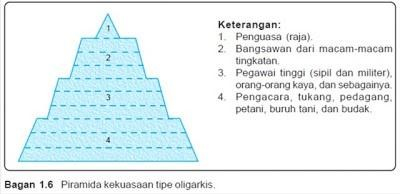 Keterangan:
1. Penguasa (raja).
2. Bangsawan dari macam-macam
tingkatan.
3. Pegawai tinggi (sipil dan militer),
orang-orang kaya, dan sebagainya.
4. Pengacara, tukang, pedagang,
petani, buruh tani, dan budak.
1
2
3
4
Bagan 1.6 Piramida kekuasaan tipe oligarkis.